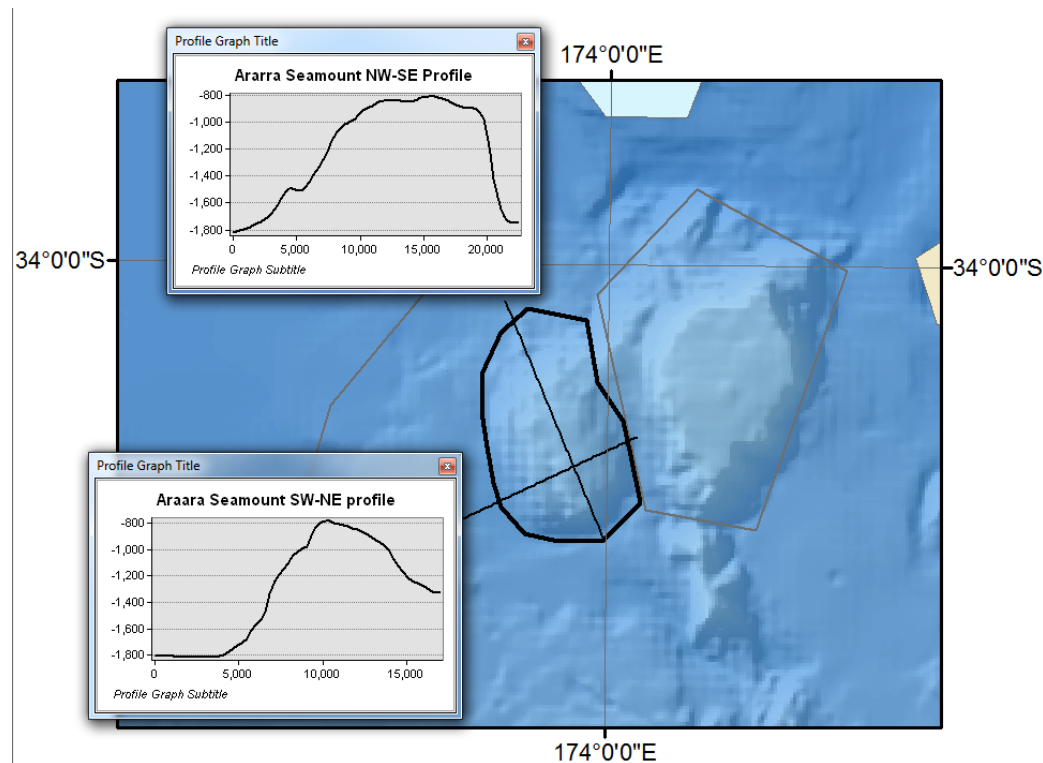 Profile Graph Title
x
Ararra Seamount NW-SE Profile
-800
-1,000
-1,200
-1,400
-1,600
-1,800
0
5,000
10,000
15,000
20,000
Profile Graph Subtitle
174°0'0"E
34°0'0"S
34°0'0"S
Profile Graph Title
x
Araara Seamount SW-NE profile
-800
-1,000
-1,200
-1,400
-1,600
-1,800
0
5,000
10,000
15,000
Profile Graph Subtitle
174°0'0"E